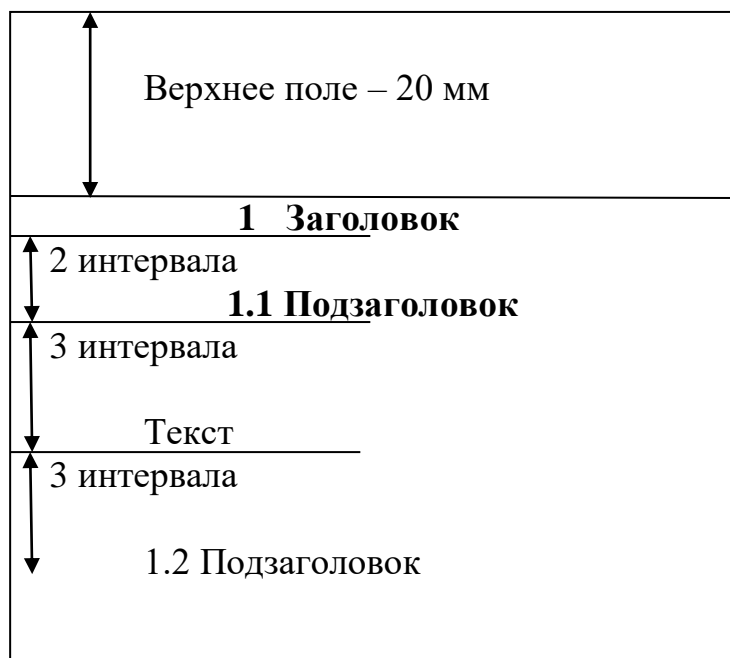 Верхнее поле – 20 мм
1 Заголовок
2 интервала
1.1 Подзаголовок
3 интервала
Текст
3 интервала
1.2 Подзаголовок